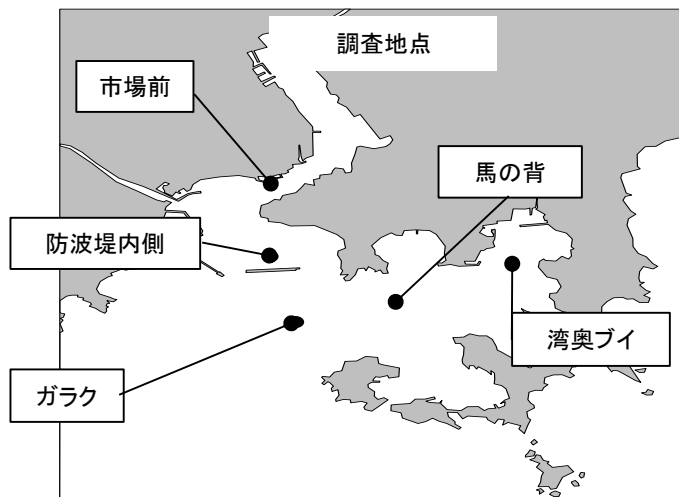 調査地点
市場前
馬の背
防波堤内側
湾奥ブイ
ガラク